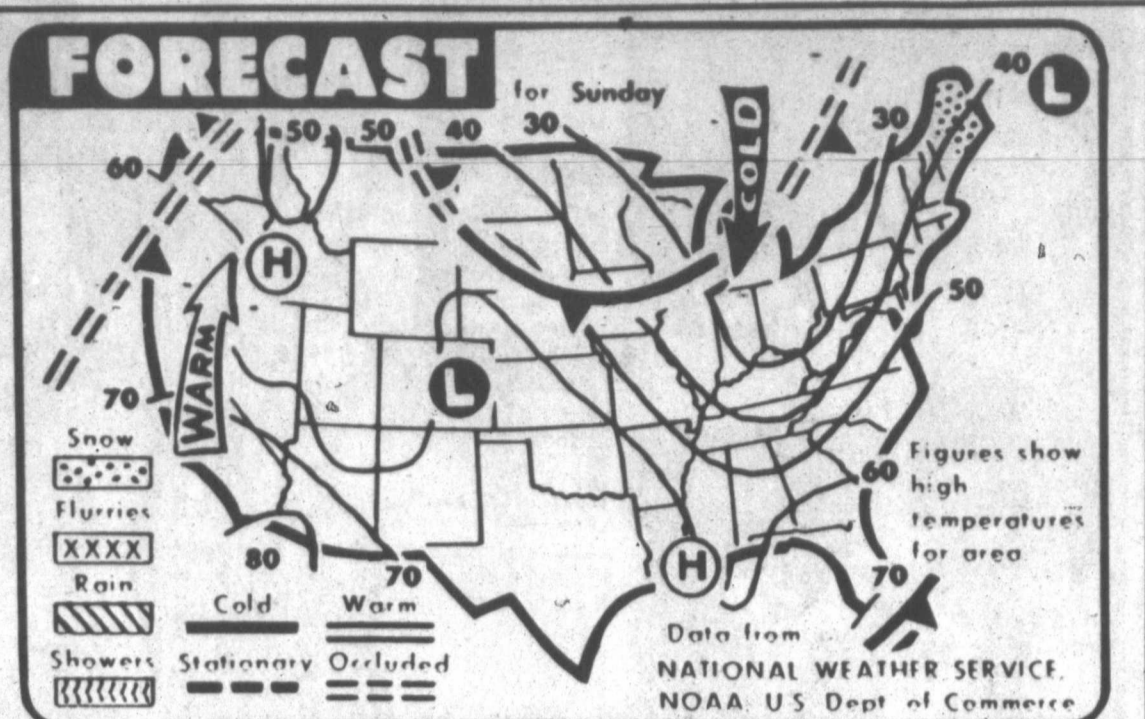 FORECAST
for Sunday
40 L
50 50 40 30
COLD
30
60
H
50
WARM
L
70
Snow
Flurries
XXXX
Rain
Showers
80
70
Cold Warm
Stationary Occluded
60
Figures show
high
temperatures
for area
H
70
Data from
NATIONAL WEATHER SERVICE,
NOAA, U S Dept of Commerce